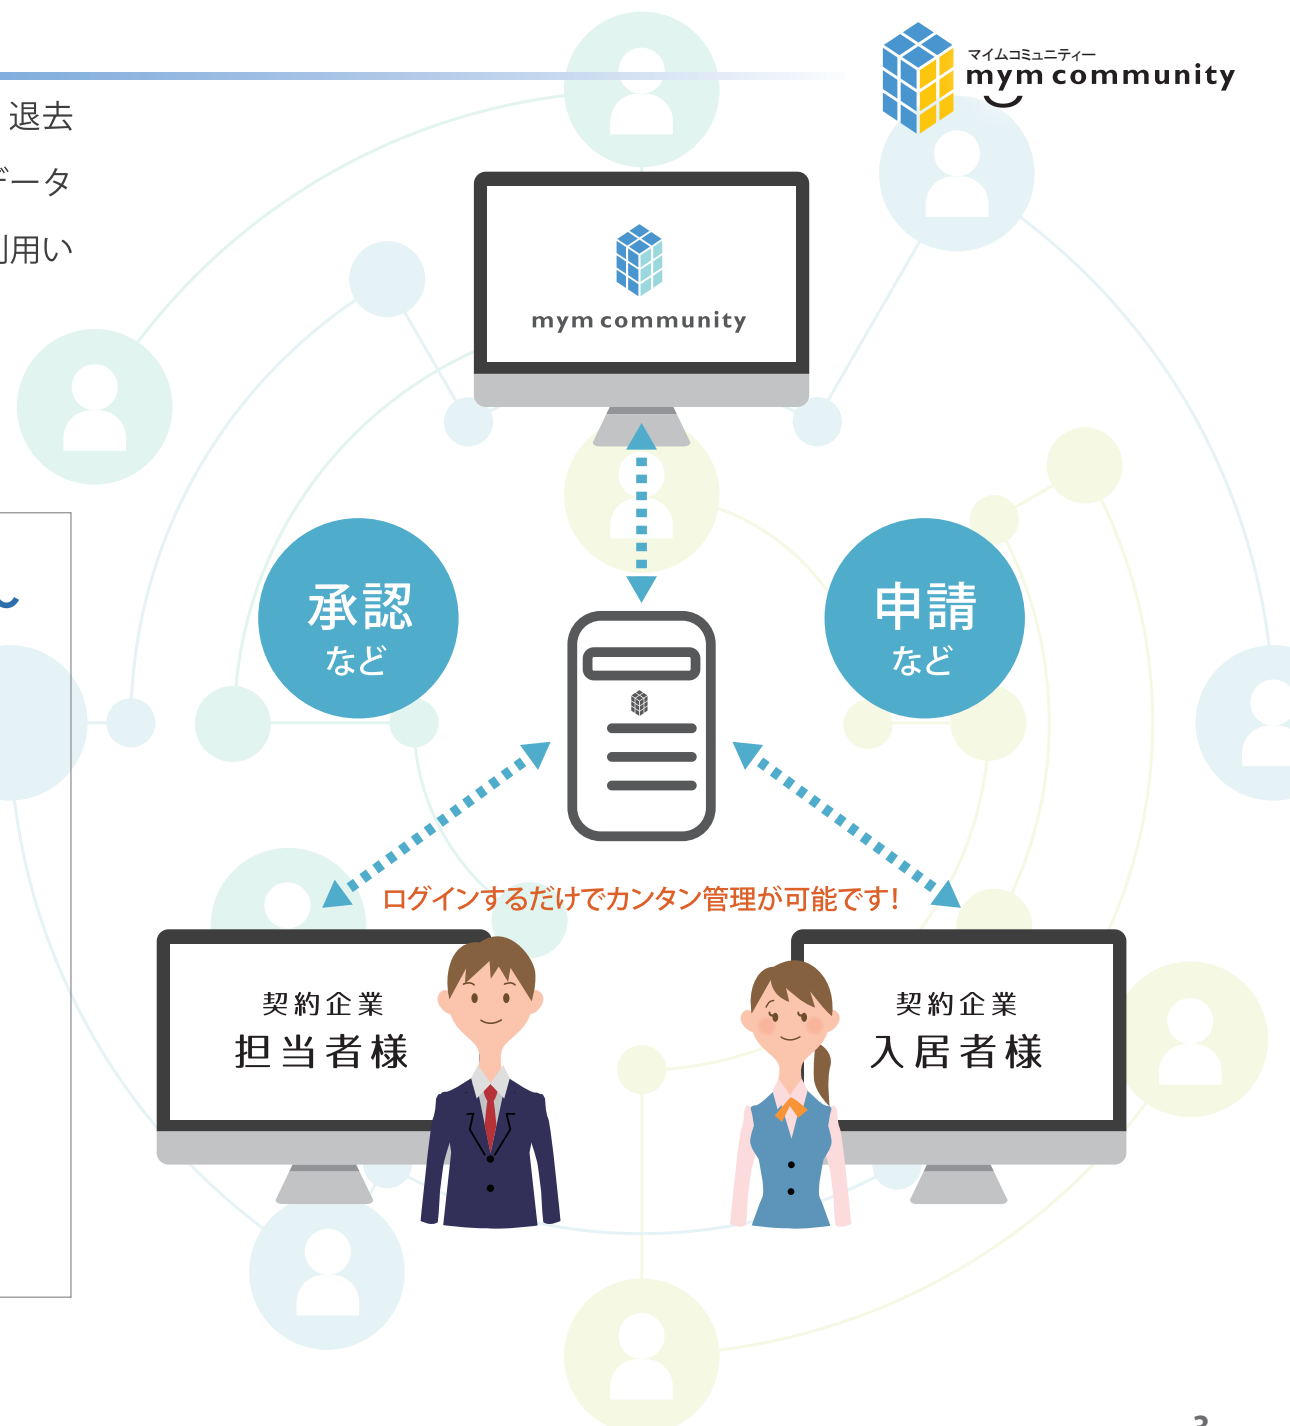 マイムコミュニティー
mym community
退去
データ
利用い
mym community
承認
など
申請
など
ログインするだけでカンタン管理が可能です!
契約企業
担当者様
契約企業
入居者様
3